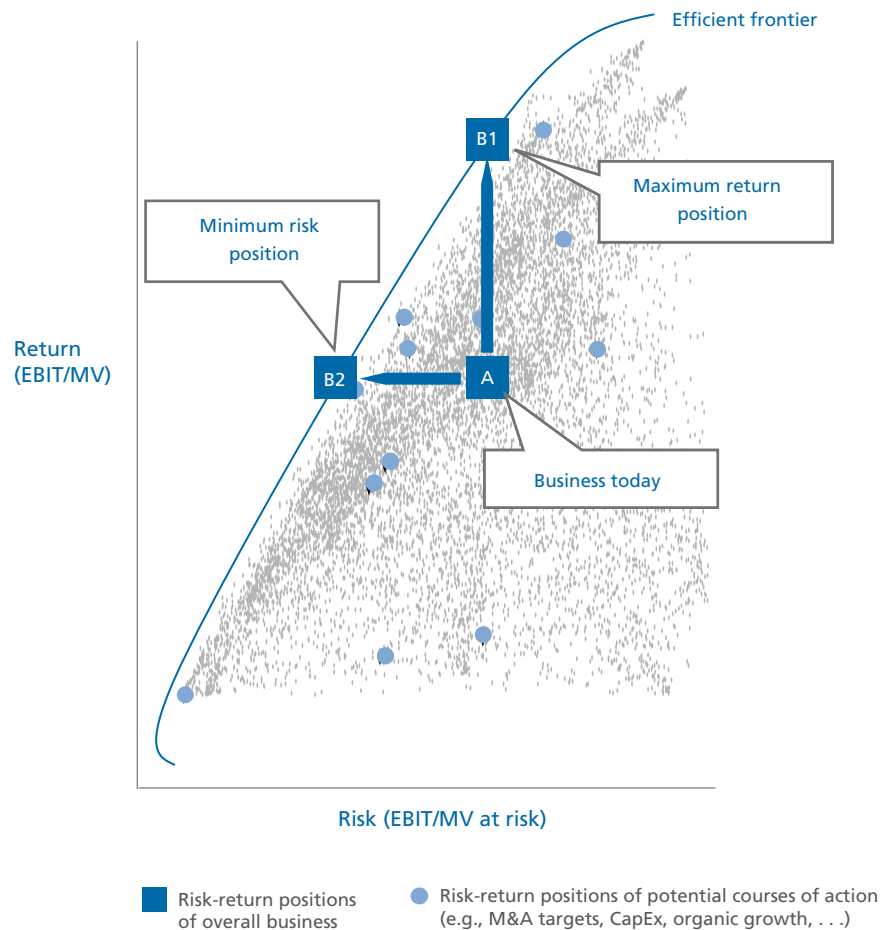 Efficient frontier
B1
Maximum return
position
Minimum risk
position
Return
(EBIT/MV)
B2
A
Business today
Risk (EBIT/MV at risk)
Risk-return positions
of overall business
Risk-return positions of potential courses of action
(e.g., M&A targets, CapEx, organic growth, . . .)